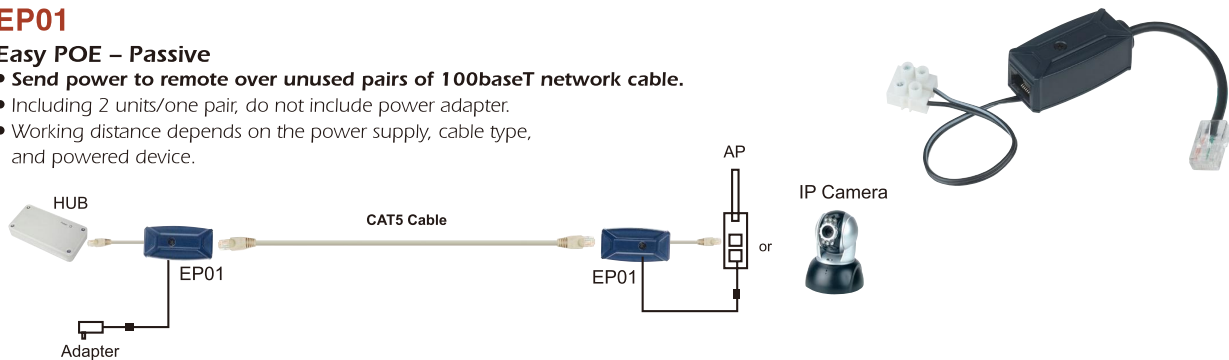 EP01
Easy POE – Passive
• Send power to remote over unused pairs of 100baseT network cable.
• Including 2 units/one pair, do not include power adapter.
• Working distance depends on the power supply, cable type,
and powered device.
AP
IP Camera
HUB
CAT5 Cable
or
EP01
EP01
Adapter